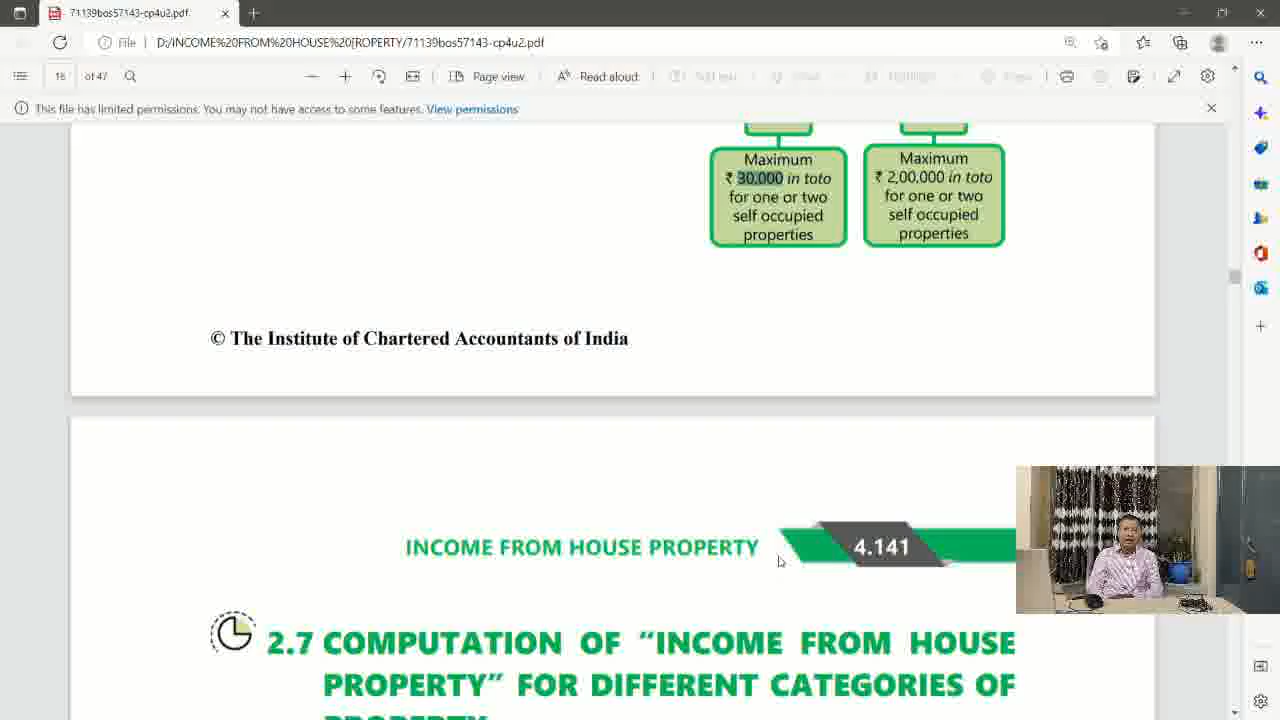 71139bos57143-cp4u2.pdf
File
D:/INCOME%20FROM%20HOUSE%20[ROPERTY/71139bos57143-cp4u2.pdf
of 47
Page view
Read aloud
This file has limited permissions. You may not have access to some features. View permissions
Maximum
₹ 30,000 in toto
for one or two
self occupied
properties
Maximum
₹ 2,00,000 in toto
for one or two
self occupied
properties
© The Institute of Chartered Accountants of India
INCOME FROM HOUSE PROPERTY
4.141
2.7 COMPUTATION OF “INCOME FROM HOUSE
PROPERTY” FOR DIFFERENT CATEGORIES OF
PROPERTY